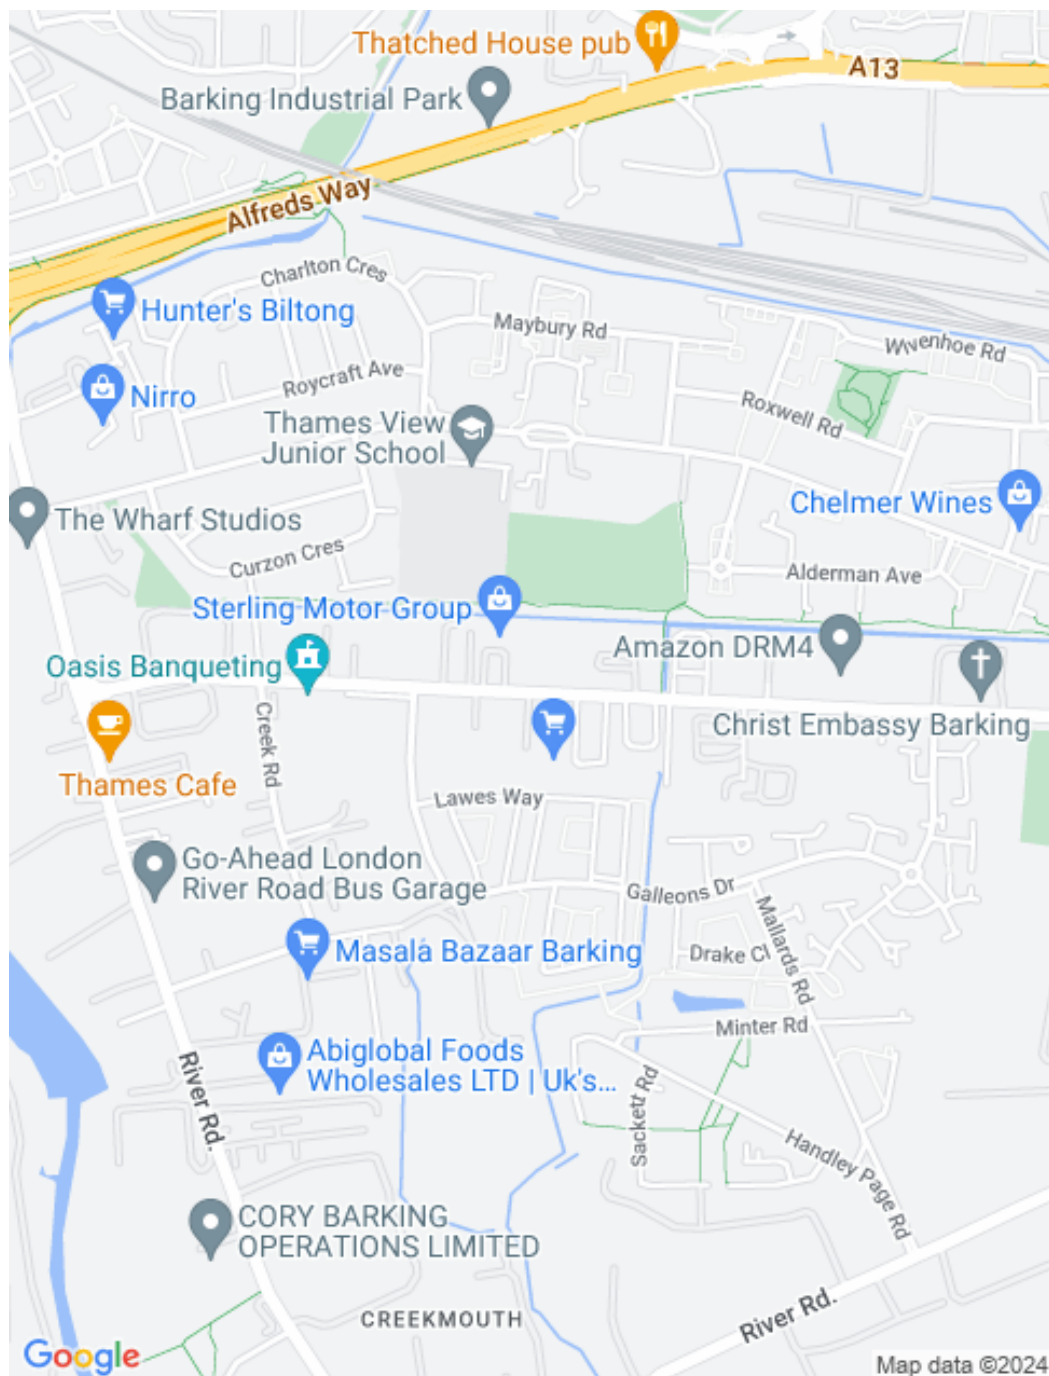 Thatched House pub
A13
Barking Industrial Park
Alfreds Way
Charlton Cres
Hunter's Biltong
Maybury Rd
Wivenhoe Rd
Roycraft Ave
Nirro
Roxwell Rd
Thames View
Junior School
Chelmer Wines
The Wharf Studios
Curzon Cres
Alderman Ave
Sterling Motor Group
Amazon DRM4
Oasis Banqueting
Creek Rd
Christ Embassy Barking
Thames Cafe
Lawes Way
Go-Ahead London
River Road Bus Garage
Galleons Dr
Mallards Rd
Masala Bazaar Barking
Drake Ct
Minter Rd
River Rd.
Abiglobal Foods
Wholesales LTD | Uk's...
Sackett Rd
Handley Page Rd
CORY BARKING
OPERATIONS LIMITED
CREEKMOUTH
River Rd.
Google
Map data ©2024